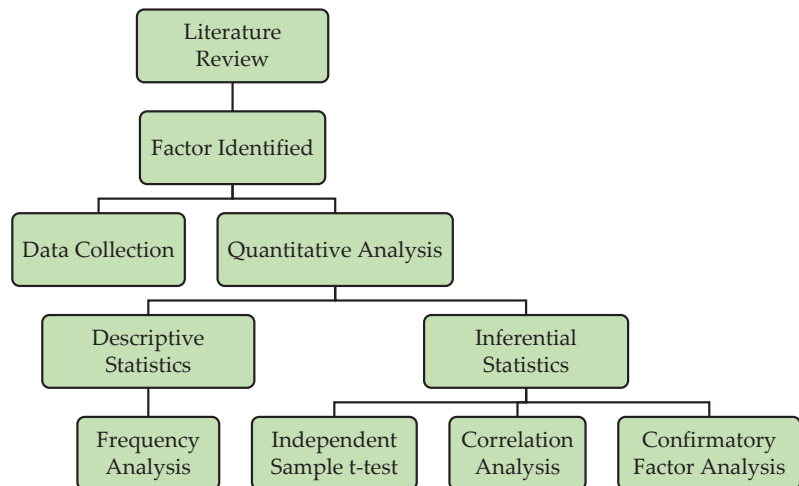 Literature
Review
Factor Identified
Data Collection
Quantitative Analysis
Descriptive
Statistics
Inferential
Statistics
Frequency
Analysis
Independent
Sample t-test
Correlation
Analysis
Confirmatory
Factor Analysis